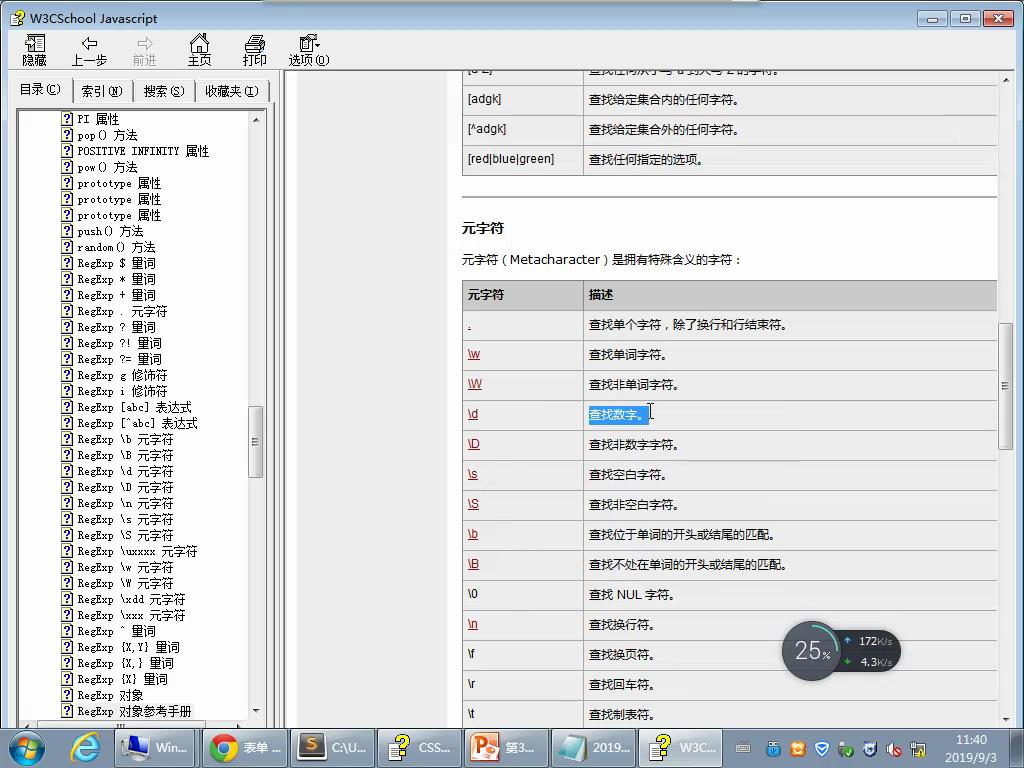 W3CSchool Javascript
隐藏 上一步 前进 主页 打印 选项(O)
目录(C) 索引(N) 搜索(S) 收藏夹(I)
PI 属性
pop() 方法
POSITIVE INFINITY 属性
pow() 方法
prototype 属性
prototype 属性
prototype 属性
push() 方法
random() 方法
RegExp $ 量词
RegExp * 量词
RegExp + 量词
RegExp . 元字符
RegExp ? 量词
RegExp ?! 量词
RegExp ?= 量词
RegExp g 修饰符
RegExp i 修饰符
RegExp [abc] 表达式
RegExp [^abc] 表达式
RegExp \b 元字符
RegExp \B 元字符
RegExp \d 元字符
RegExp \D 元字符
RegExp \n 元字符
RegExp \s 元字符
RegExp \S 元字符
RegExp \uxxxx 元字符
RegExp \w 元字符
RegExp \W 元字符
RegExp \xdd 元字符
RegExp \xxx 元字符
RegExp ^ 量词
RegExp {X,Y} 量词
RegExp {X,} 量词
RegExp {X} 量词
RegExp 对象
RegExp 对象参考手册
[adgk] 查找给定集合内的任何字符。
[^adgk] 查找给定集合外的任何字符。
[red|blue|green] 查找任何指定的选项。
元字符
元字符（Metacharacter）是拥有特殊含义的字符：
元字符 描述
. 查找单个字符，除了换行和行结束符。
\w 查找单词字符。
\W 查找非单词字符。
\d 查找数字。
\D 查找非数字字符。
\s 查找空白字符。
\S 查找非空白字符。
\b 查找位于单词的开头或结尾的匹配。
\B 查找不处在单词的开头或结尾的匹配。
\0 查找 NUL 字符。
\n 查找换行符。
\f 查找换页符。
\r 查找回车符。
\t 查找制表符。
25%
172K/s
4.3K/s
Win... 表单 ... C:\U... CSS... 第3... 2019... W3C...
11:40
2019/9/3